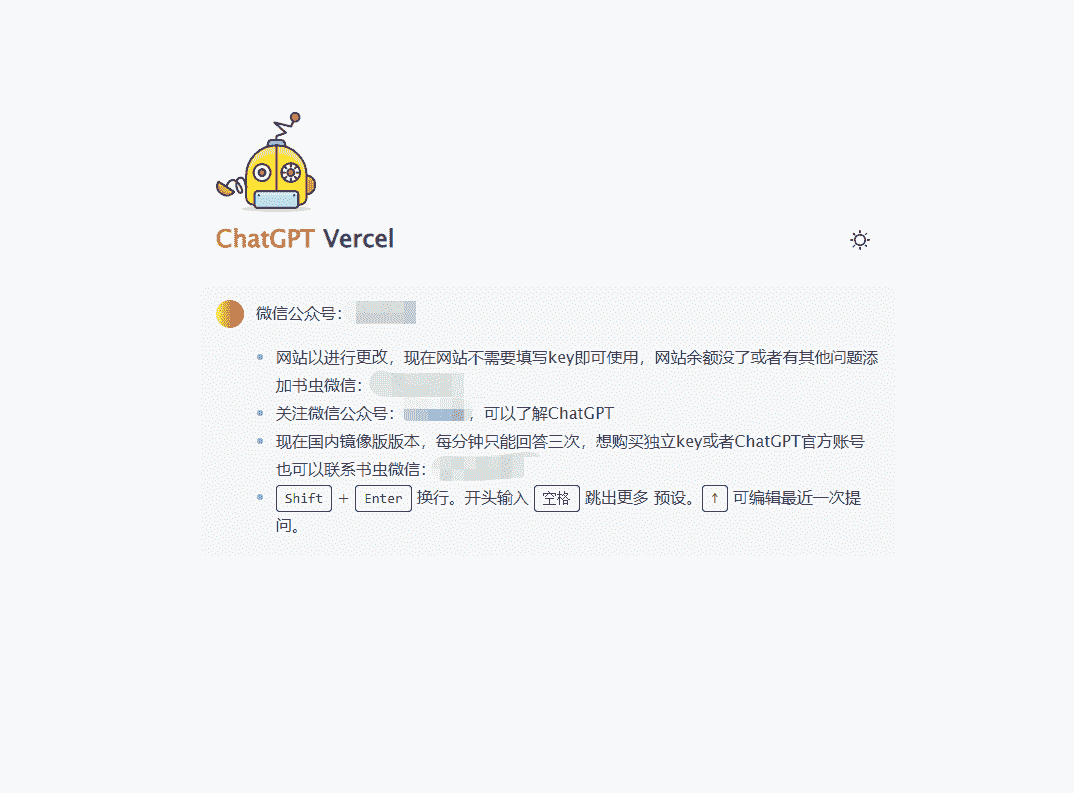 ChatGPT Vercel
微信公众号：
网站以进行更改，现在网站不需要填写key即可使用，网站余额没了或者有其他问题添
加书虫微信：
关注微信公众号： ，可以了解ChatGPT
现在国内镜像版版本，每分钟只能回答三次，想购买独立key或者ChatGPT官方账号
也可以联系书虫微信：
Shift + Enter 换行。开头输入 空格 跳出更多 预设。 ↑ 可编辑最近一次提
问。